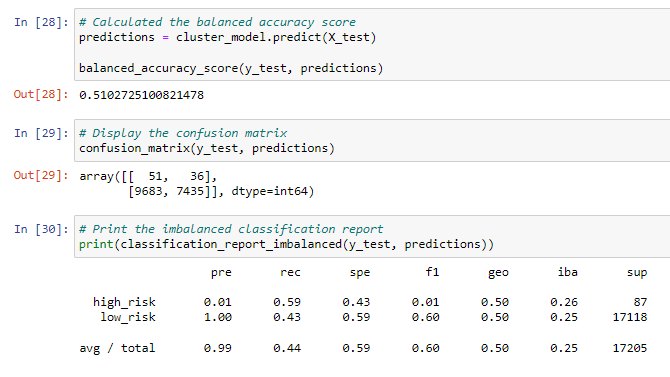 In [28]: # Calculated the balanced accuracy score
predictions = cluster_model.predict(X_test)
balanced_accuracy_score(y_test, predictions)
Out[28]: 0.5102725100821478
In [29]: # Display the confusion matrix
confusion_matrix(y_test, predictions)
Out[29]: array([[  51,   36],
[9683, 7435]], dtype=int64)
In [30]: # Print the imbalanced classification report
print(classification_report_imbalanced(y_test, predictions))
pre rec spe f1 geo iba sup
high_risk 0.01 0.59 0.43 0.01 0.50 0.26 87
low_risk 1.00 0.43 0.59 0.60 0.50 0.25 17118
avg / total 0.99 0.44 0.59 0.60 0.50 0.25 17205